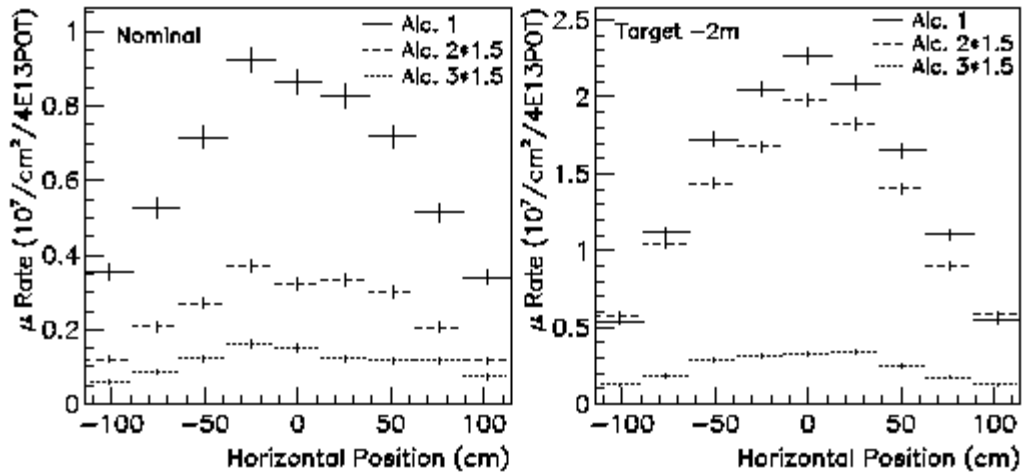 Nominal
Alc. 1
Alc. 2*1.5
Alc. 3*1.5
μ Rate (10⁷/cm²/4E13POT)
1
0.8
0.6
0.4
0.2
0
−100 −50 0 50 100
Horizontal Position (cm)
Target −2m
Alc. 1
Alc. 2*1.5
Alc. 3*1.5
μ Rate (10⁷/cm²/4E13POT)
2.5
2
1.5
1
0.5
0
−100 −50 0 50 100
Horizontal Position (cm)